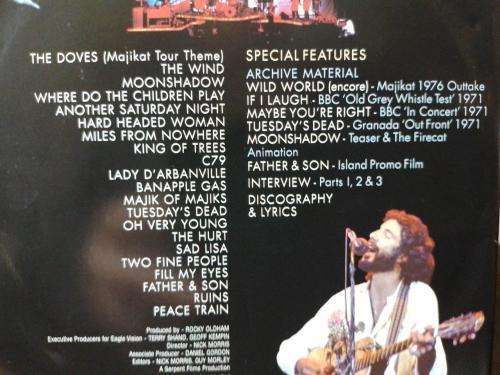 THE DOVES (Majikat Tour Theme)
THE WIND
MOONSHADOW
WHERE DO THE CHILDREN PLAY
ANOTHER SATURDAY NIGHT
HARD HEADED WOMAN
MILES FROM NOWHERE
KING OF TREES
C79
LADY D'ARBANVILLE
BANAPPLE GAS
MAJIK OF MAJIKS
TUESDAY'S DEAD
OH VERY YOUNG
THE HURT
SAD LISA
TWO FINE PEOPLE
FILL MY EYES
FATHER & SON
RUINS
PEACE TRAIN
Produced by - ROCKY OLDHAM
Executive Producers for Eagle Vision - TERRY SHAND, GEOFF KEMPIN
Director - NICK MORRIS
Associate Producer - DANIEL GORDON
Editors - NICK MORRIS, GUY MORLEY
A Serpent Films Production
SPECIAL FEATURES
ARCHIVE MATERIAL
WILD WORLD (encore) - Majikat 1976 Outtake
IF I LAUGH - BBC 'Old Grey Whistle Test' 1971
MAYBE YOU'RE RIGHT - BBC 'In Concert' 1971
TUESDAY'S DEAD - Granada 'Out Front' 1971
MOONSHADOW - Teaser & The Firecat
Animation
FATHER & SON - Island Promo Film
INTERVIEW - Parts 1, 2 & 3
DISCOGRAPHY
& LYRICS